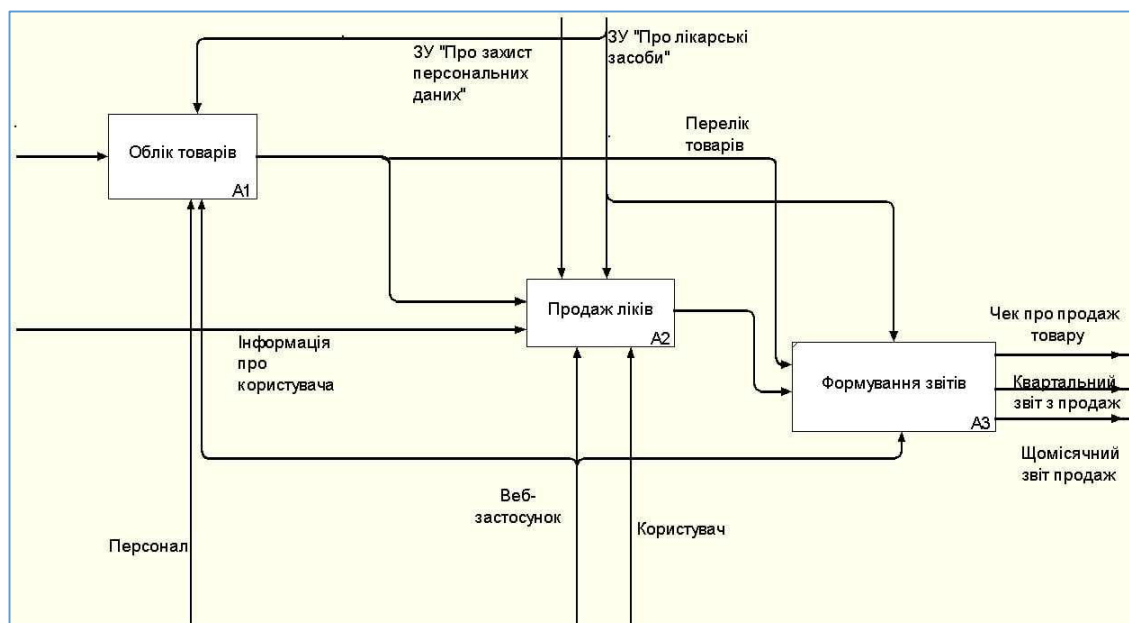 ЗУ "Про захист
персональних
даних"
ЗУ "Про лікарські
засоби"
Перелік
товарів
Облік товарів
A1
Продаж ліків
A2
Інформація
про
користувача
Формування звітів
A3
Чек про продаж
товару
Квартальний
звіт з продаж
Щомісячний
звіт продаж
Веб-
застосунок
Користувач
Персонал